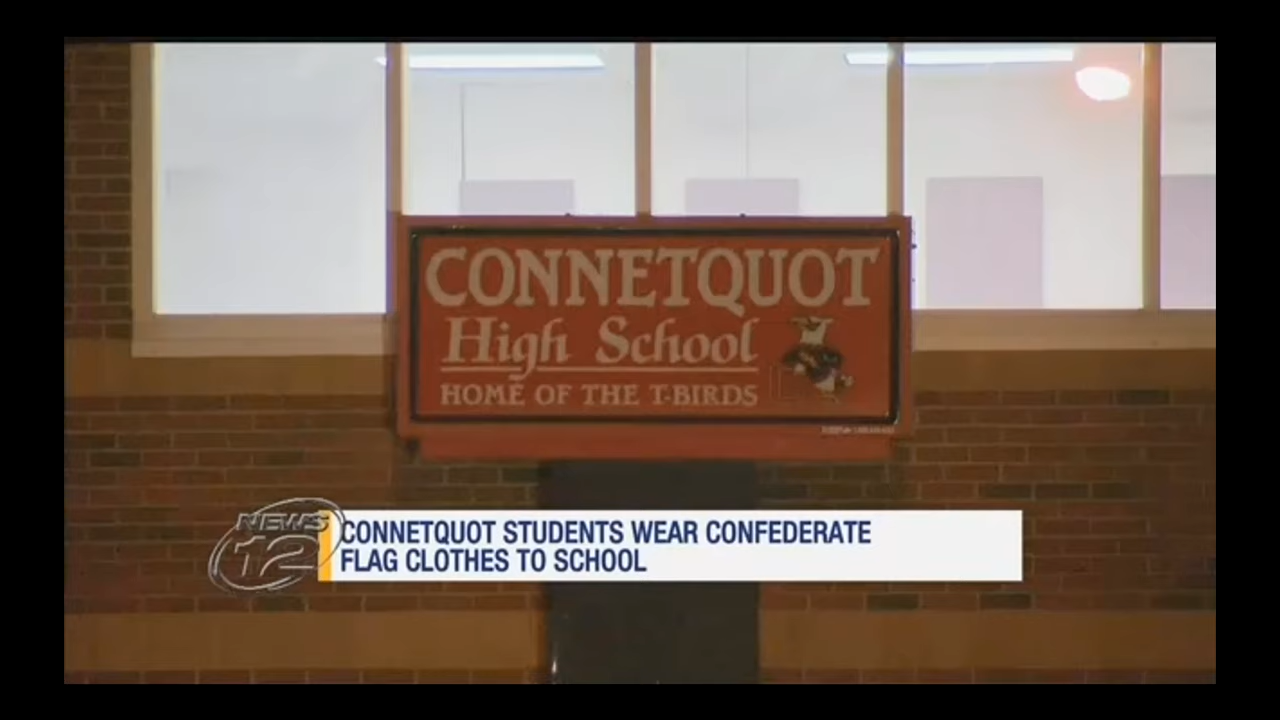 CONNETQUOT
High School
HOME OF THE T-BIRDS
NEWS
12
CONNETQUOT STUDENTS WEAR CONFEDERATE
FLAG CLOTHES TO SCHOOL